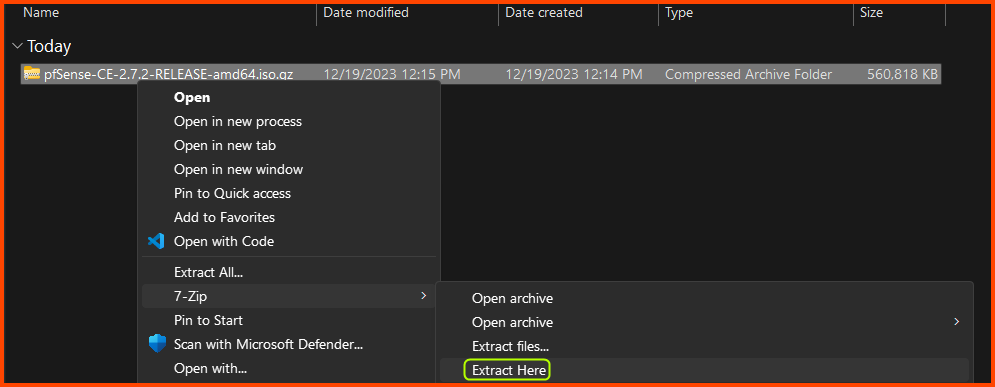 Name Date modified Date created Type Size
Today
pfSense-CE-2.7.2-RELEASE-amd64.iso.gz 12/19/2023 12:15 PM 12/19/2023 12:14 PM Compressed Archive Folder 560,818 KB
Open
Open in new process
Open in new tab
Open in new window
Pin to Quick access
Add to Favorites
Open with Code
Extract All...
7-Zip
Pin to Start
Scan with Microsoft Defender...
Open with...
Open archive
Open archive
Extract files...
Extract Here